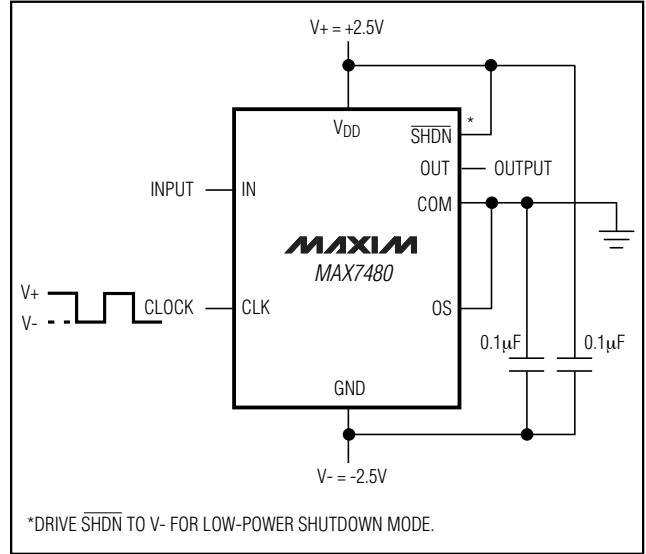 V+ = +2.5V
VDD
SHDN
*
OUT
OUTPUT
INPUT
IN
COM
MAXIM
MAX7480
V+
V-
CLOCK
CLK
OS
0.1μF
0.1μF
GND
V- = -2.5V
*DRIVE SHDN TO V- FOR LOW-POWER SHUTDOWN MODE.